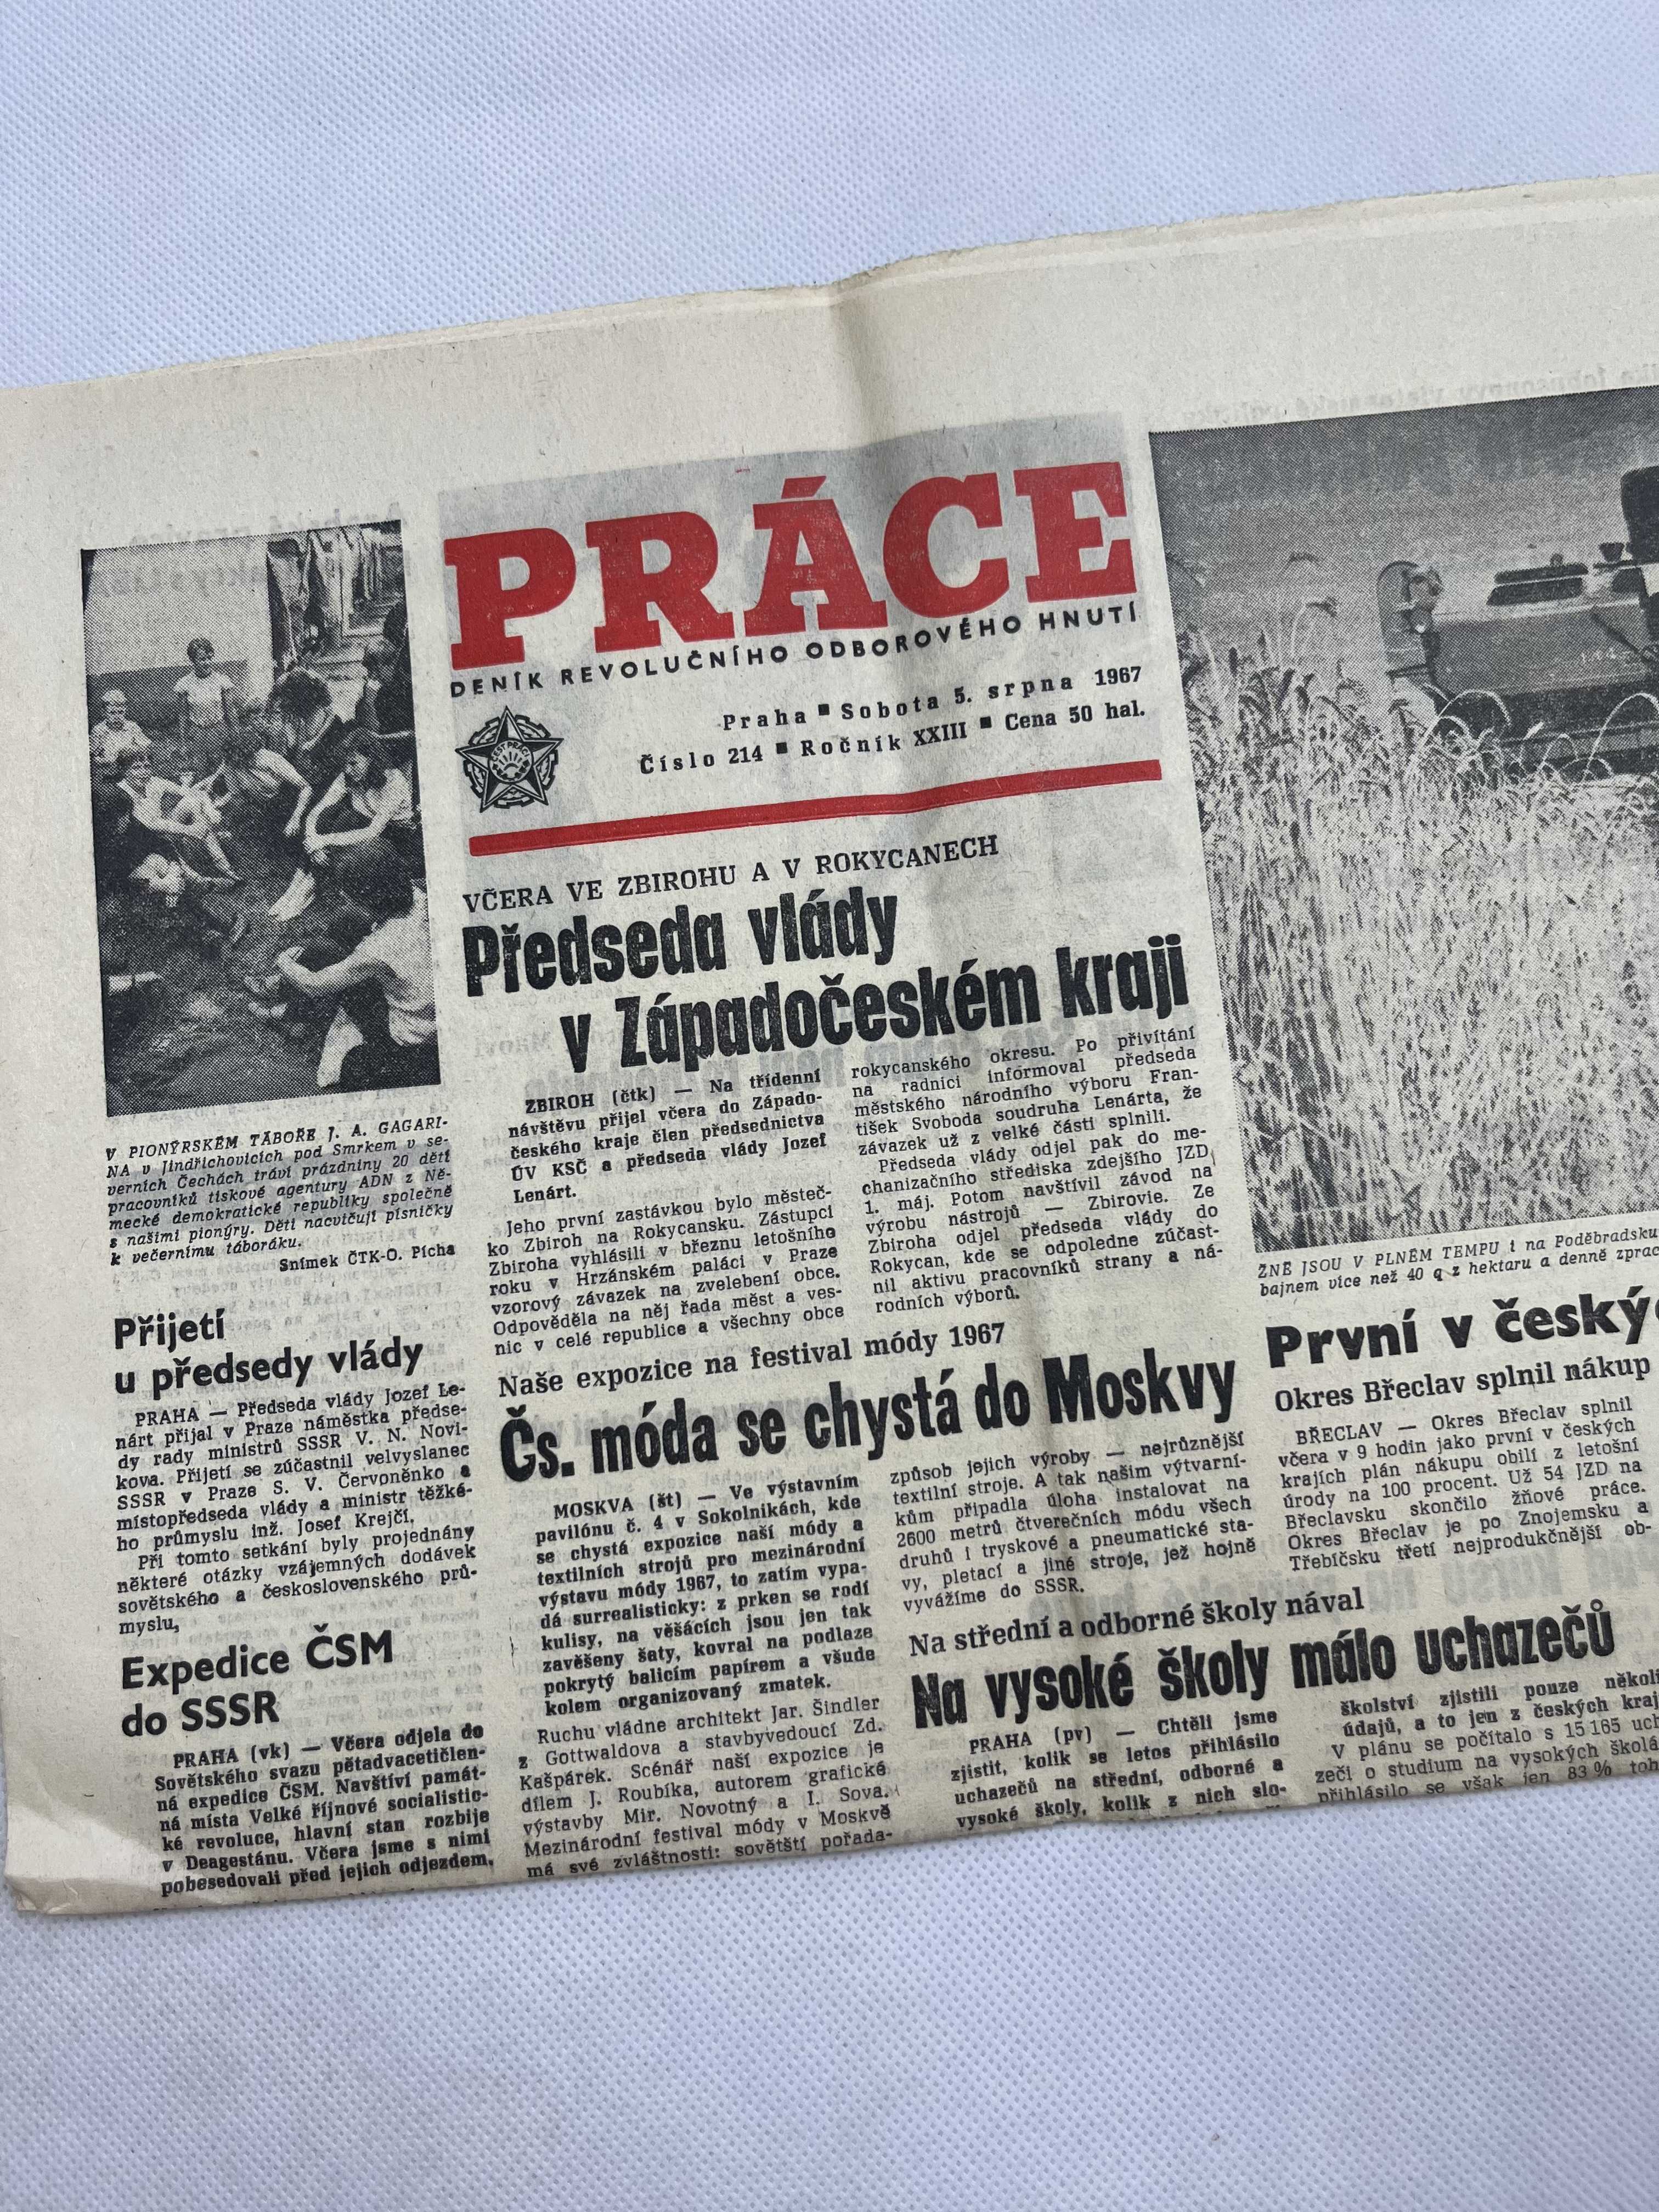 PRÁCE
DENÍK REVOLUČNÍHO ODBOROVÉHO HNUTÍ
Praha ■ Sobota 5. srpna 1967
Číslo 214 ■ Ročník XXIII ■ Cena 50 hal.
V PIONÝRSKÉM TÁBOŘE J. A. GAGARI-
NA v Jindřichovicích pod Smrkem v se-
verních Čechách tráví prázdniny 20 dětí
pracovníků tiskové agentury ADN z Ně-
mecké demokratické republiky společně
s našimi pionýry. Děti nacvičují písničky
k večernímu táboráku.
Snímek ČTK-O. Pícha
Přijetí
u předsedy vlády
PRAHA — Předseda vlády Jozef Le-
nárt přijal v Praze náměstka předse-
dy rady ministrů SSSR V. N. Novi-
kova. Přijetí se zúčastnil velvyslanec
SSSR v Praze S. V. Červoněnko a
místopředseda vlády a ministr těžké-
ho průmyslu inž. Josef Krejčí.
Při tomto setkání byly projednány
některé otázky vzájemných dodávek
sovětského a československého prů-
myslu,
Expedice ČSM
do SSSR
PRAHA (vk) — Včera odjela do
Sovětského svazu pětadvacetičlen-
ná expedice ČSM. Navštíví památ-
ná místa Velké říjnové socialistic-
ké revoluce, hlavní stan rozbije
v Deagestánu. Včera jsme s nimi
pobesedovali před jejich odjezdem.
VČERA VE ZBIROHU A V ROKYCANECH
Předseda vlády
v Západočeském kraji
ZBIROH (čtk) — Na třídenní
návštěvu přijel včera do Západo-
českého kraje člen předsednictva
ÚV KSČ a předseda vlády Jozef
Lenárt.
Jeho první zastávkou bylo městeč-
ko Zbiroh na Rokycansku. Zástupci
Zbiroha vyhlásili v březnu letošního
roku v Hrzánském paláci v Praze
vzorový závazek na zvelebení obce.
Odpověděla na něj řada měst a ves-
nic v celé republice a všechny obce
rokycanského okresu. Po přivítání
na radnici informoval předseda
městského národního výboru Fran-
tišek Svoboda soudruha Lenárta, že
závazek už z velké části splnili.
Předseda vlády odjel pak do me-
chanizačního střediska zdejšího JZD
1. máj. Potom navštívil závod na
výrobu nástrojů — Zbirovie. Ze
Zbiroha odjel předseda vlády do
Rokycan, kde se odpoledne zúčast-
nil aktivu pracovníků strany a ná-
rodních výborů.
Naše expozice na festival módy 1967
Čs. móda se chystá do Moskvy
MOSKVA (št) — Ve výstavním
pavilónu č. 4 v Sokolnikách, kde
se chystá expozice naší módy a
textilních strojů pro mezinárodní
výstavu módy 1967, to zatím vypa-
dá surrealisticky: z prken se rodí
kulisy, na věšácích jsou jen tak
zavěšeny šaty, kovral na podlaze
pokrytý balicím papírem a všude
kolem organizovaný zmatek.
Ruchu vládne architekt Jar. Šindler
z Gottwaldova a stavbyvedoucí Zd.
Kašpárek. Scénář naší expozice je
dílem J. Roubíka, autorem grafické
výstavby Mir. Novotný a I. Sova.
Mezinárodní festival módy v Moskvě
má své zvláštnosti: sovětští pořada-
způsob jejich výroby — nejrůznější
textilní stroje. A tak našim výtvarní-
kům připadla úloha instalovat na
2600 metrů čtverečních módu všech
druhů i tryskové a pneumatické sta-
vy, pletací a jiné stroje, jež hojně
vyvážíme do SSSR.
Na střední a odborné školy nával
Na vysoké školy málo uchazečů
PRAHA (pv) — Chtěli jsme
zjistit, kolik se letos přihlásilo
uchazečů na střední, odborné a
vysoké školy, kolik z nich slo-
školství zjistili pouze několi
údajů, a to jen z českých kraj
V plánu se počítalo s 15 165 uch
zeči o studium na vysokých školá
přihlásilo se však jen 83 % toh
ŽNĚ JSOU V PLNÉM TEMPU i na Poděbradsku
bajnem více než 40 q z hektaru a denně zprac
První v českýc
Okres Břeclav splnil nákup
BŘECLAV — Okres Břeclav splnil
včera v 9 hodin jako první v českých
krajích plán nákupu obilí z letošní
úrody na 100 procent. Už 54 JZD na
Břeclavsku skončilo žňové práce.
Okres Břeclav je po Znojemsku a
Třebíčsku třetí nejprodukčnější ob-